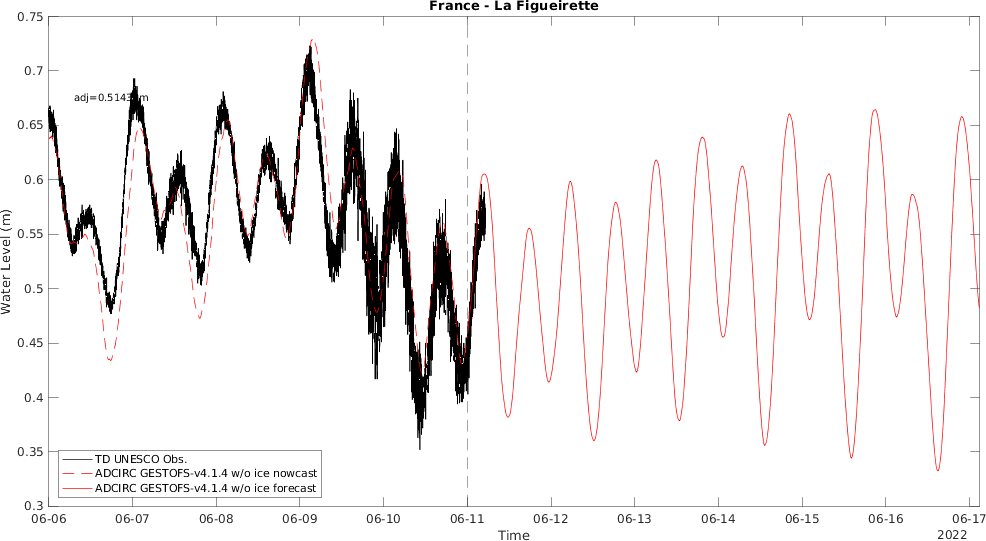 France - La Figueirette
0.75
0.7
0.65
0.6
0.55
0.5
0.45
0.4
0.35
0.3
Water Level (m)
TD UNESCO Obs.
ADCIRC GESTOFS-v4.1.4 w/o ice nowcast
ADCIRC GESTOFS-v4.1.4 w/o ice forecast
06-06 06-07 06-08 06-09 06-10 06-11 06-12 06-13 06-14 06-15 06-16 06-17
Time
2022